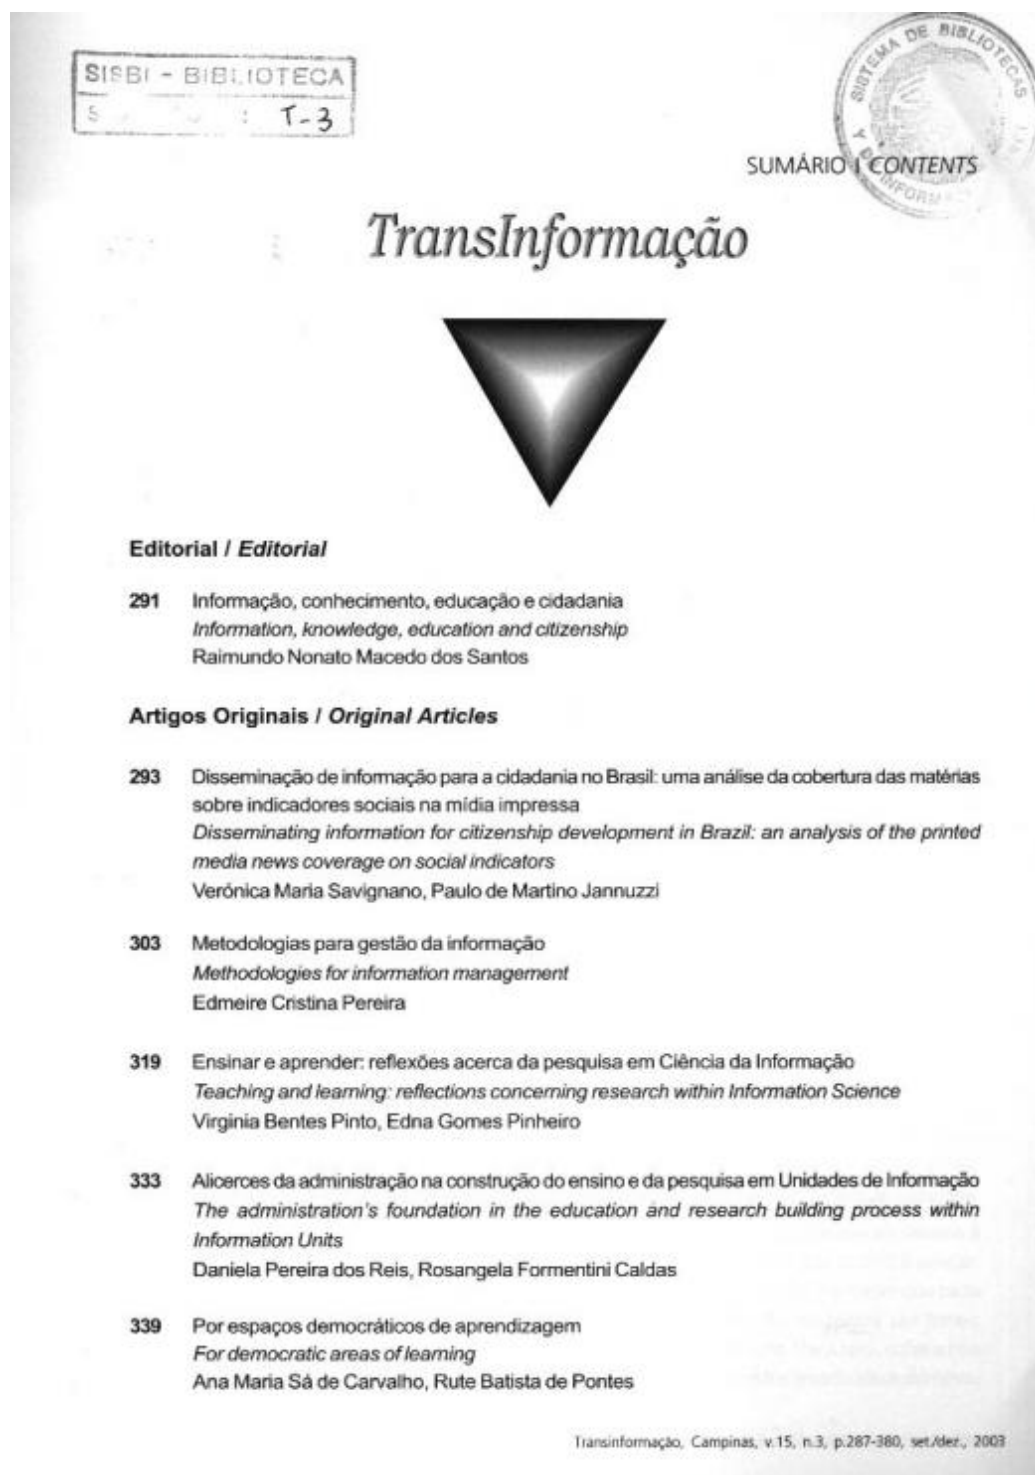 SISBI - BIBLIOTECA
T-3
SISTEMA DE BIBLIOTECAS
Y DE INFORMA
SUMÁRIO | CONTENTS
TransInformação
Editorial / Editorial
291 Informação, conhecimento, educação e cidadania
Information, knowledge, education and citizenship
Raimundo Nonato Macedo dos Santos
Artigos Originais / Original Articles
293 Disseminação de informação para a cidadania no Brasil: uma análise da cobertura das matérias
sobre indicadores sociais na mídia impressa
Disseminating information for citizenship development in Brazil: an analysis of the printed
media news coverage on social indicators
Verónica Maria Savignano, Paulo de Martino Jannuzzi
303 Metodologias para gestão da informação
Methodologies for information management
Edmeire Cristina Pereira
319 Ensinar e aprender: reflexões acerca da pesquisa em Ciência da Informação
Teaching and learning: reflections concerning research within Information Science
Virginia Bentes Pinto, Edna Gomes Pinheiro
333 Alicerces da administração na construção do ensino e da pesquisa em Unidades de Informação
The administration's foundation in the education and research building process within
Information Units
Daniela Pereira dos Reis, Rosangela Formentini Caldas
339 Por espaços democráticos de aprendizagem
For democratic areas of learning
Ana Maria Sá de Carvalho, Rute Batista de Pontes
Transinformação, Campinas, v.15, n.3, p.287-380, set./dez., 2003